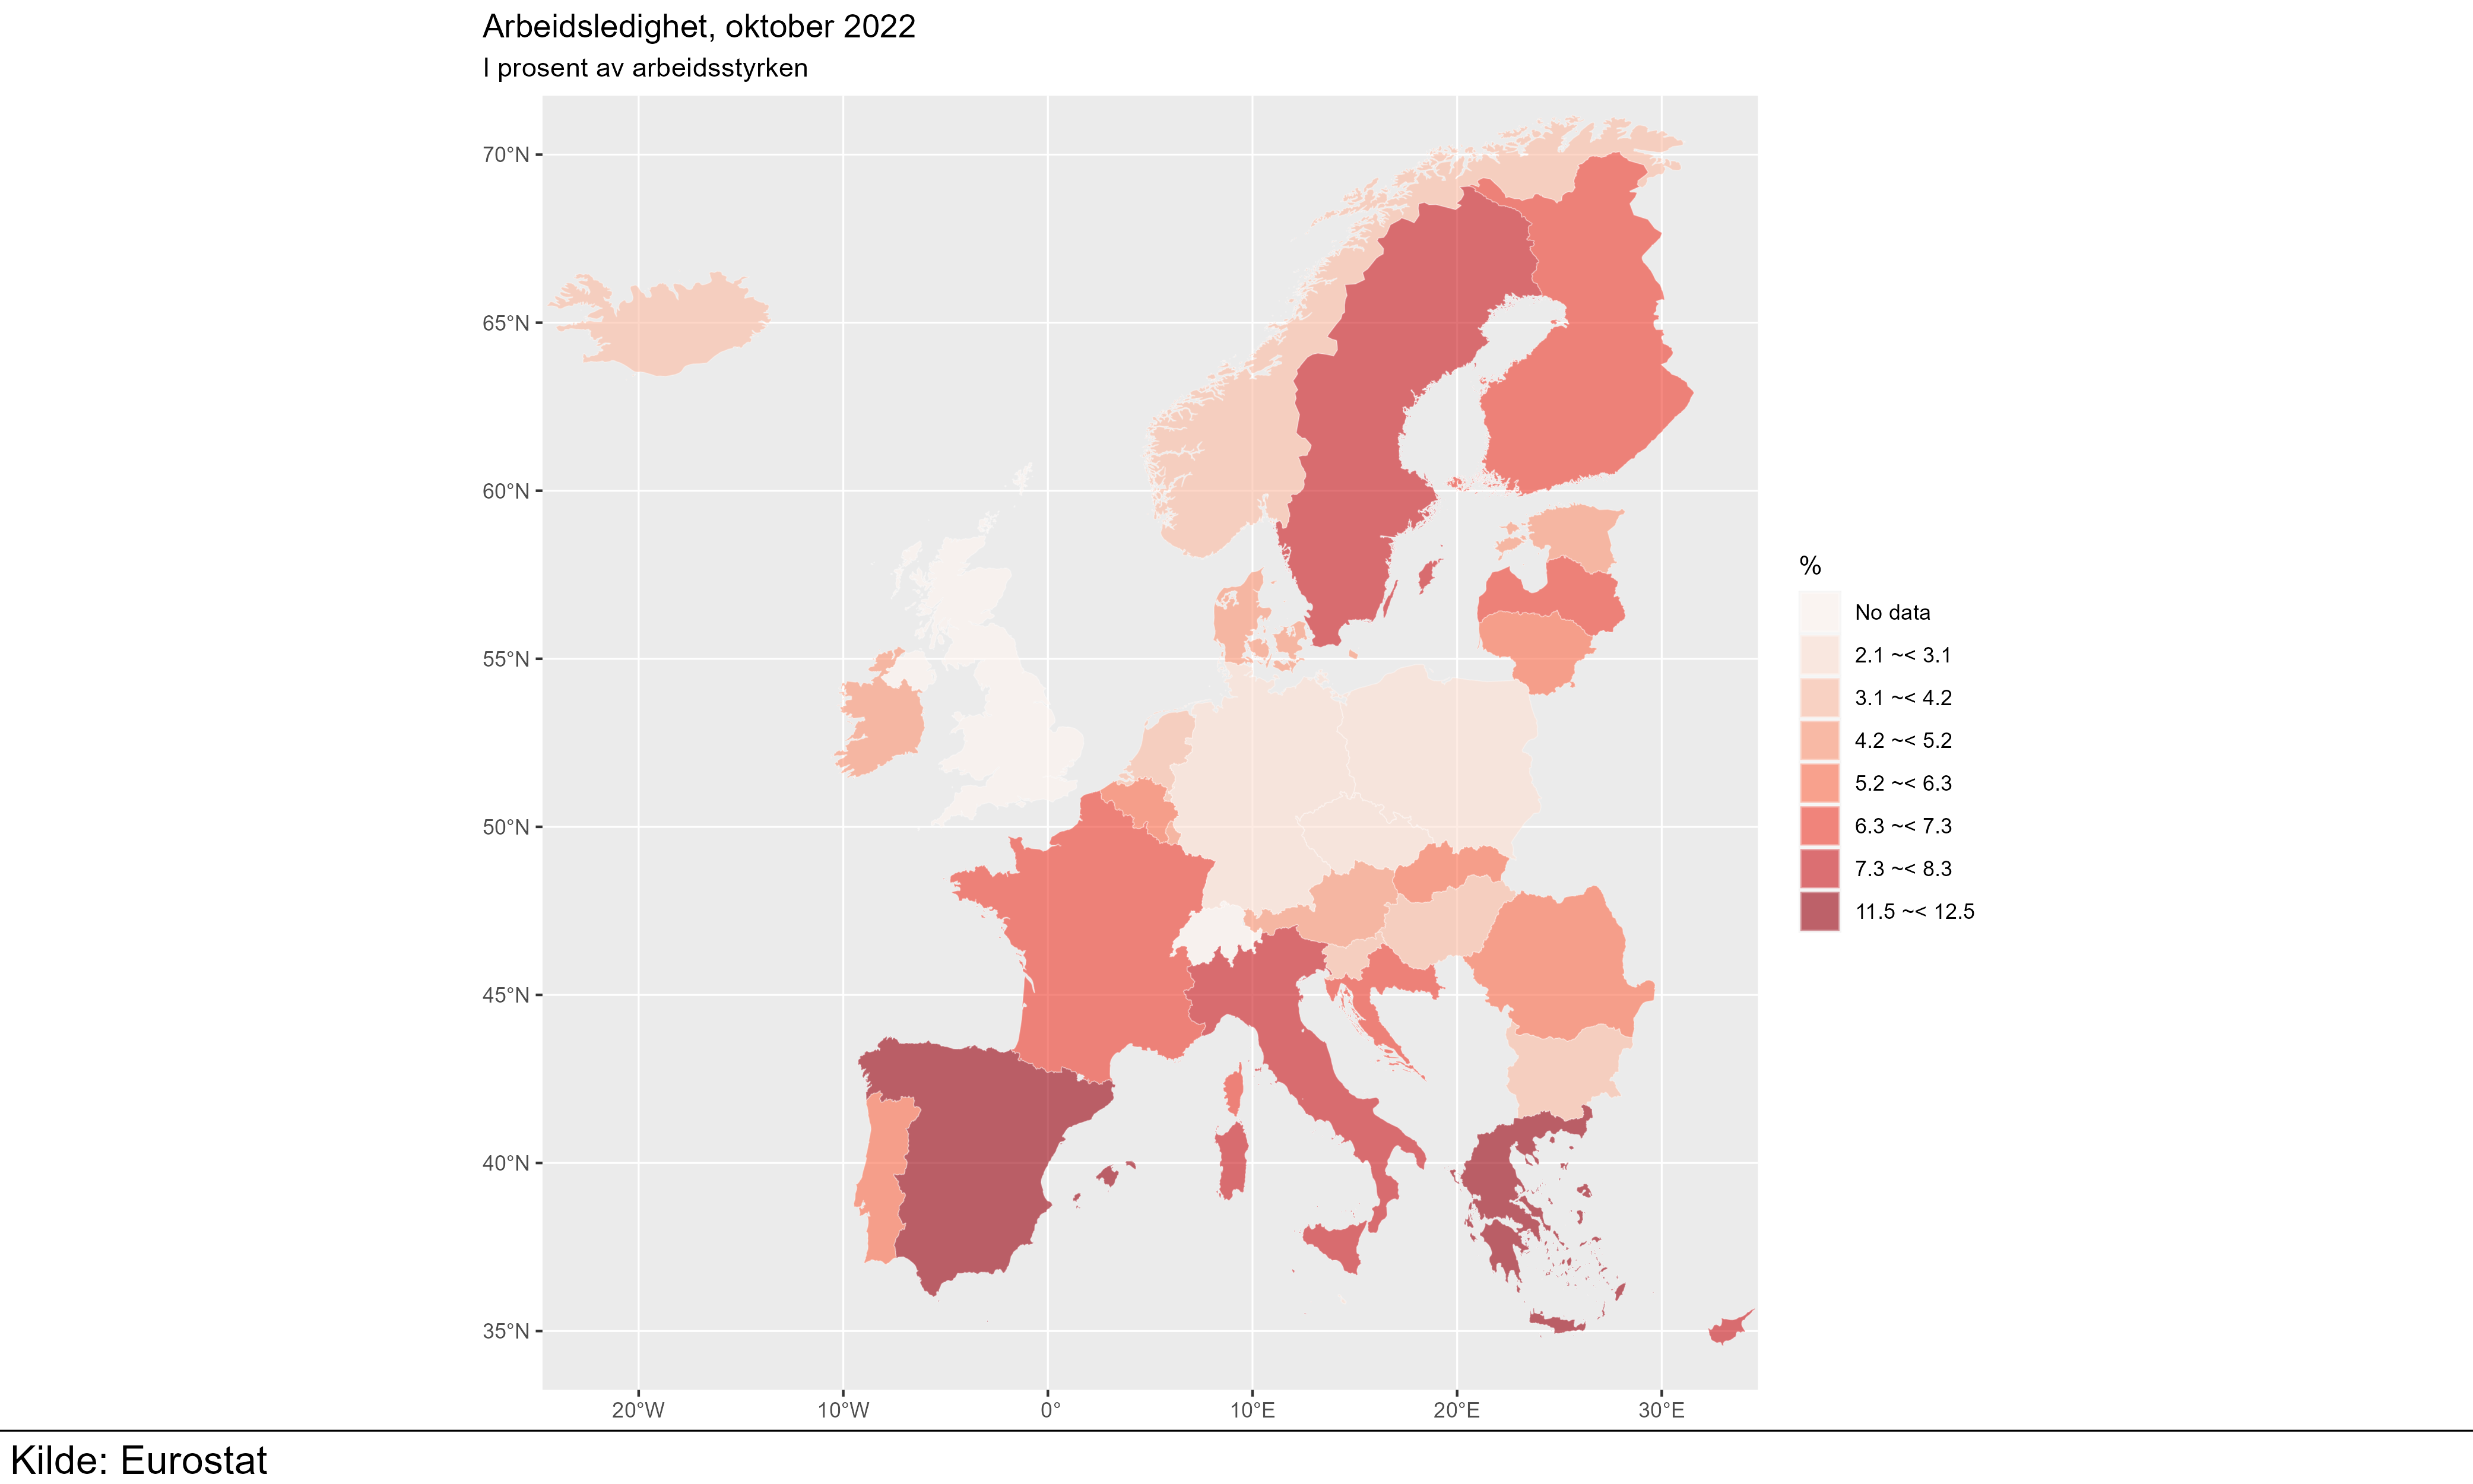 Arbeidsledighet, oktober 2022
I prosent av arbeidsstyrken
70°N
65°N
60°N
55°N
50°N
45°N
40°N
35°N
20°W
10°W
0°
10°E
20°E
30°E
%
No data
2.1 ~< 3.1
3.1 ~< 4.2
4.2 ~< 5.2
5.2 ~< 6.3
6.3 ~< 7.3
7.3 ~< 8.3
11.5 ~< 12.5
Kilde: Eurostat